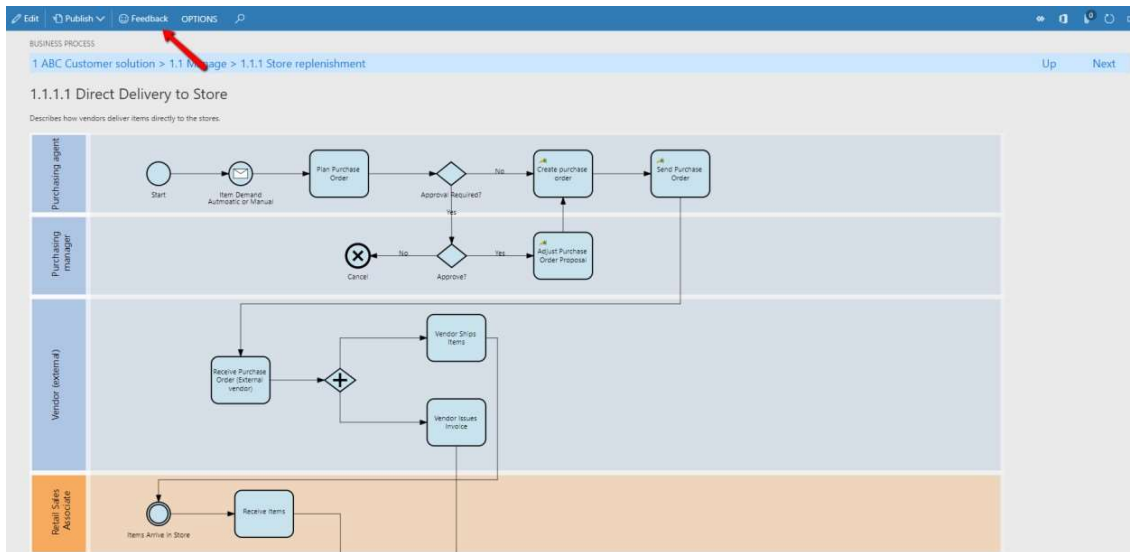 Edit Publish Feedback OPTIONS
BUSINESS PROCESS
1 ABC Customer solution > 1.1 Manage > 1.1.1 Store replenishment Up Next
1.1.1.1 Direct Delivery to Store
Describes how vendors deliver items directly to the stores.
Purchasing agent
Start
Item Demand
Autmoatic or Manual
Plan Purchase
Order
Approval Required?
No
Yes
Create purchase
order
Send Purchase
Order
Purchasing
manager
Cancel
No
Approve?
Yes
Adjust Purchase
Order Proposal
Vendor (external)
Receive Purchase
Order (External
vendor)
Vendor Ships
Items
Vendor Issues
Invoice
Retail Sales
Associate
Items Arrive in Store
Receive Items